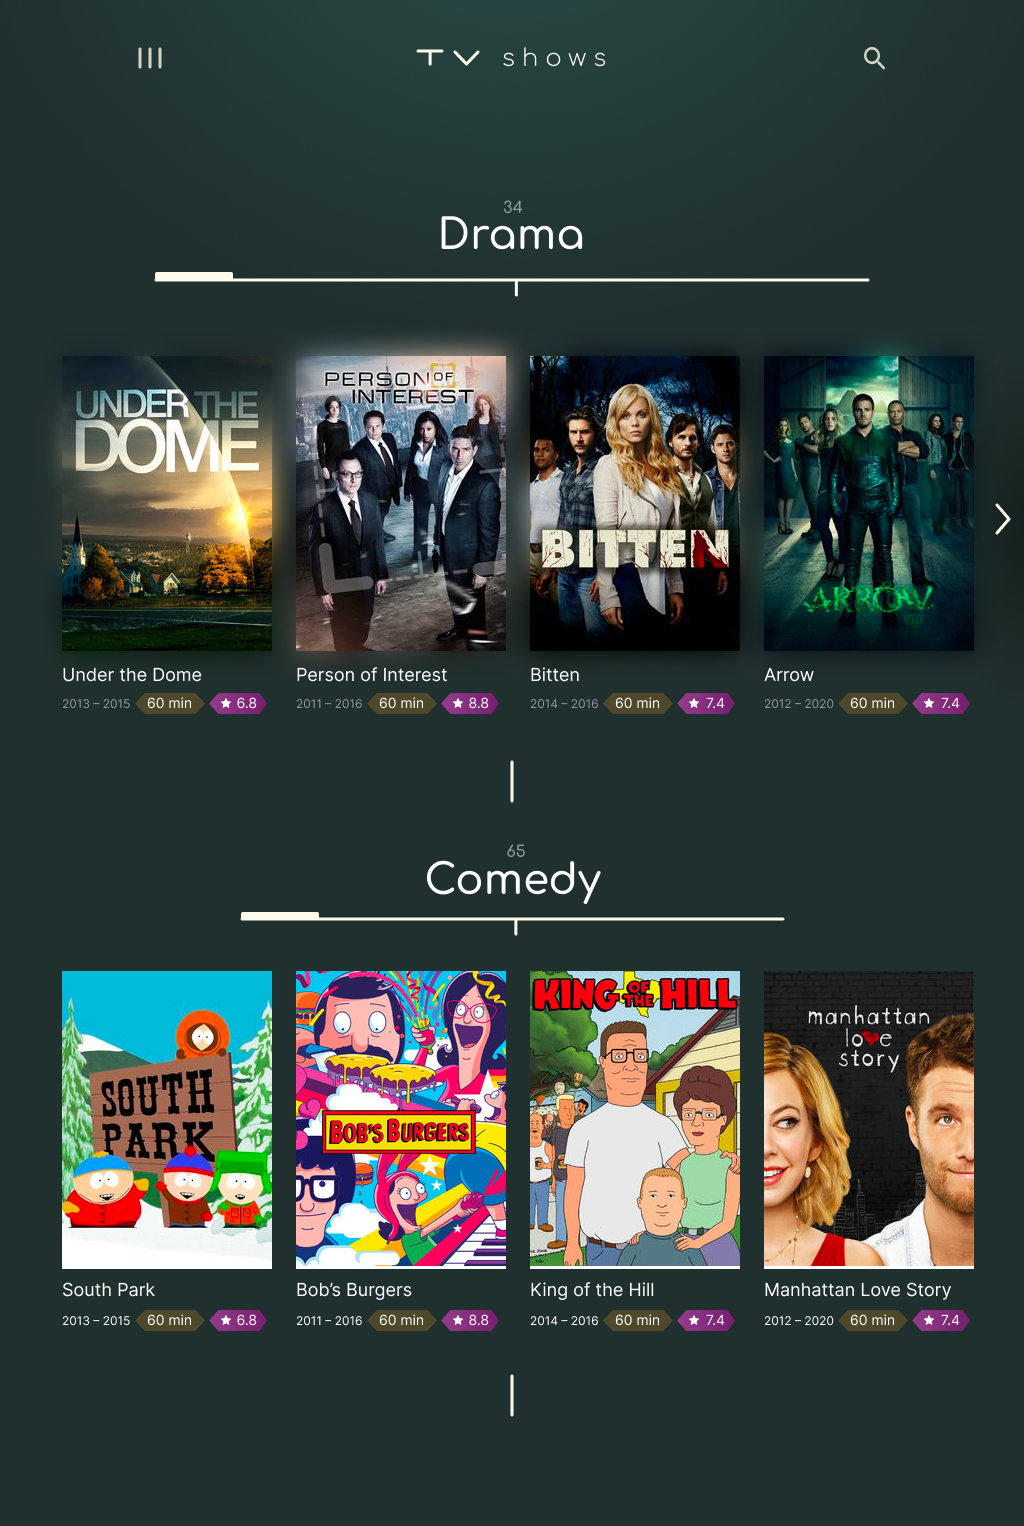 TV shows
34
Drama
UNDER THE
DOME
PERSON OF
INTEREST
BITTEN
ARROW
CW
Under the Dome
Person of Interest
Bitten
Arrow
2013 – 2015 60 min ★ 6.8
2011 – 2016 60 min ★ 8.8
2014 – 2016 60 min ★ 7.4
2012 – 2020 60 min ★ 7.4
65
Comedy
SOUTH
PARK
BOB'S BURGERS
KING OF THE HILL
manhattan
love
story
South Park
Bob’s Burgers
King of the Hill
Manhattan Love Story
2013 – 2015 60 min ★ 6.8
2011 – 2016 60 min ★ 8.8
2014 – 2016 60 min ★ 7.4
2012 – 2020 60 min ★ 7.4